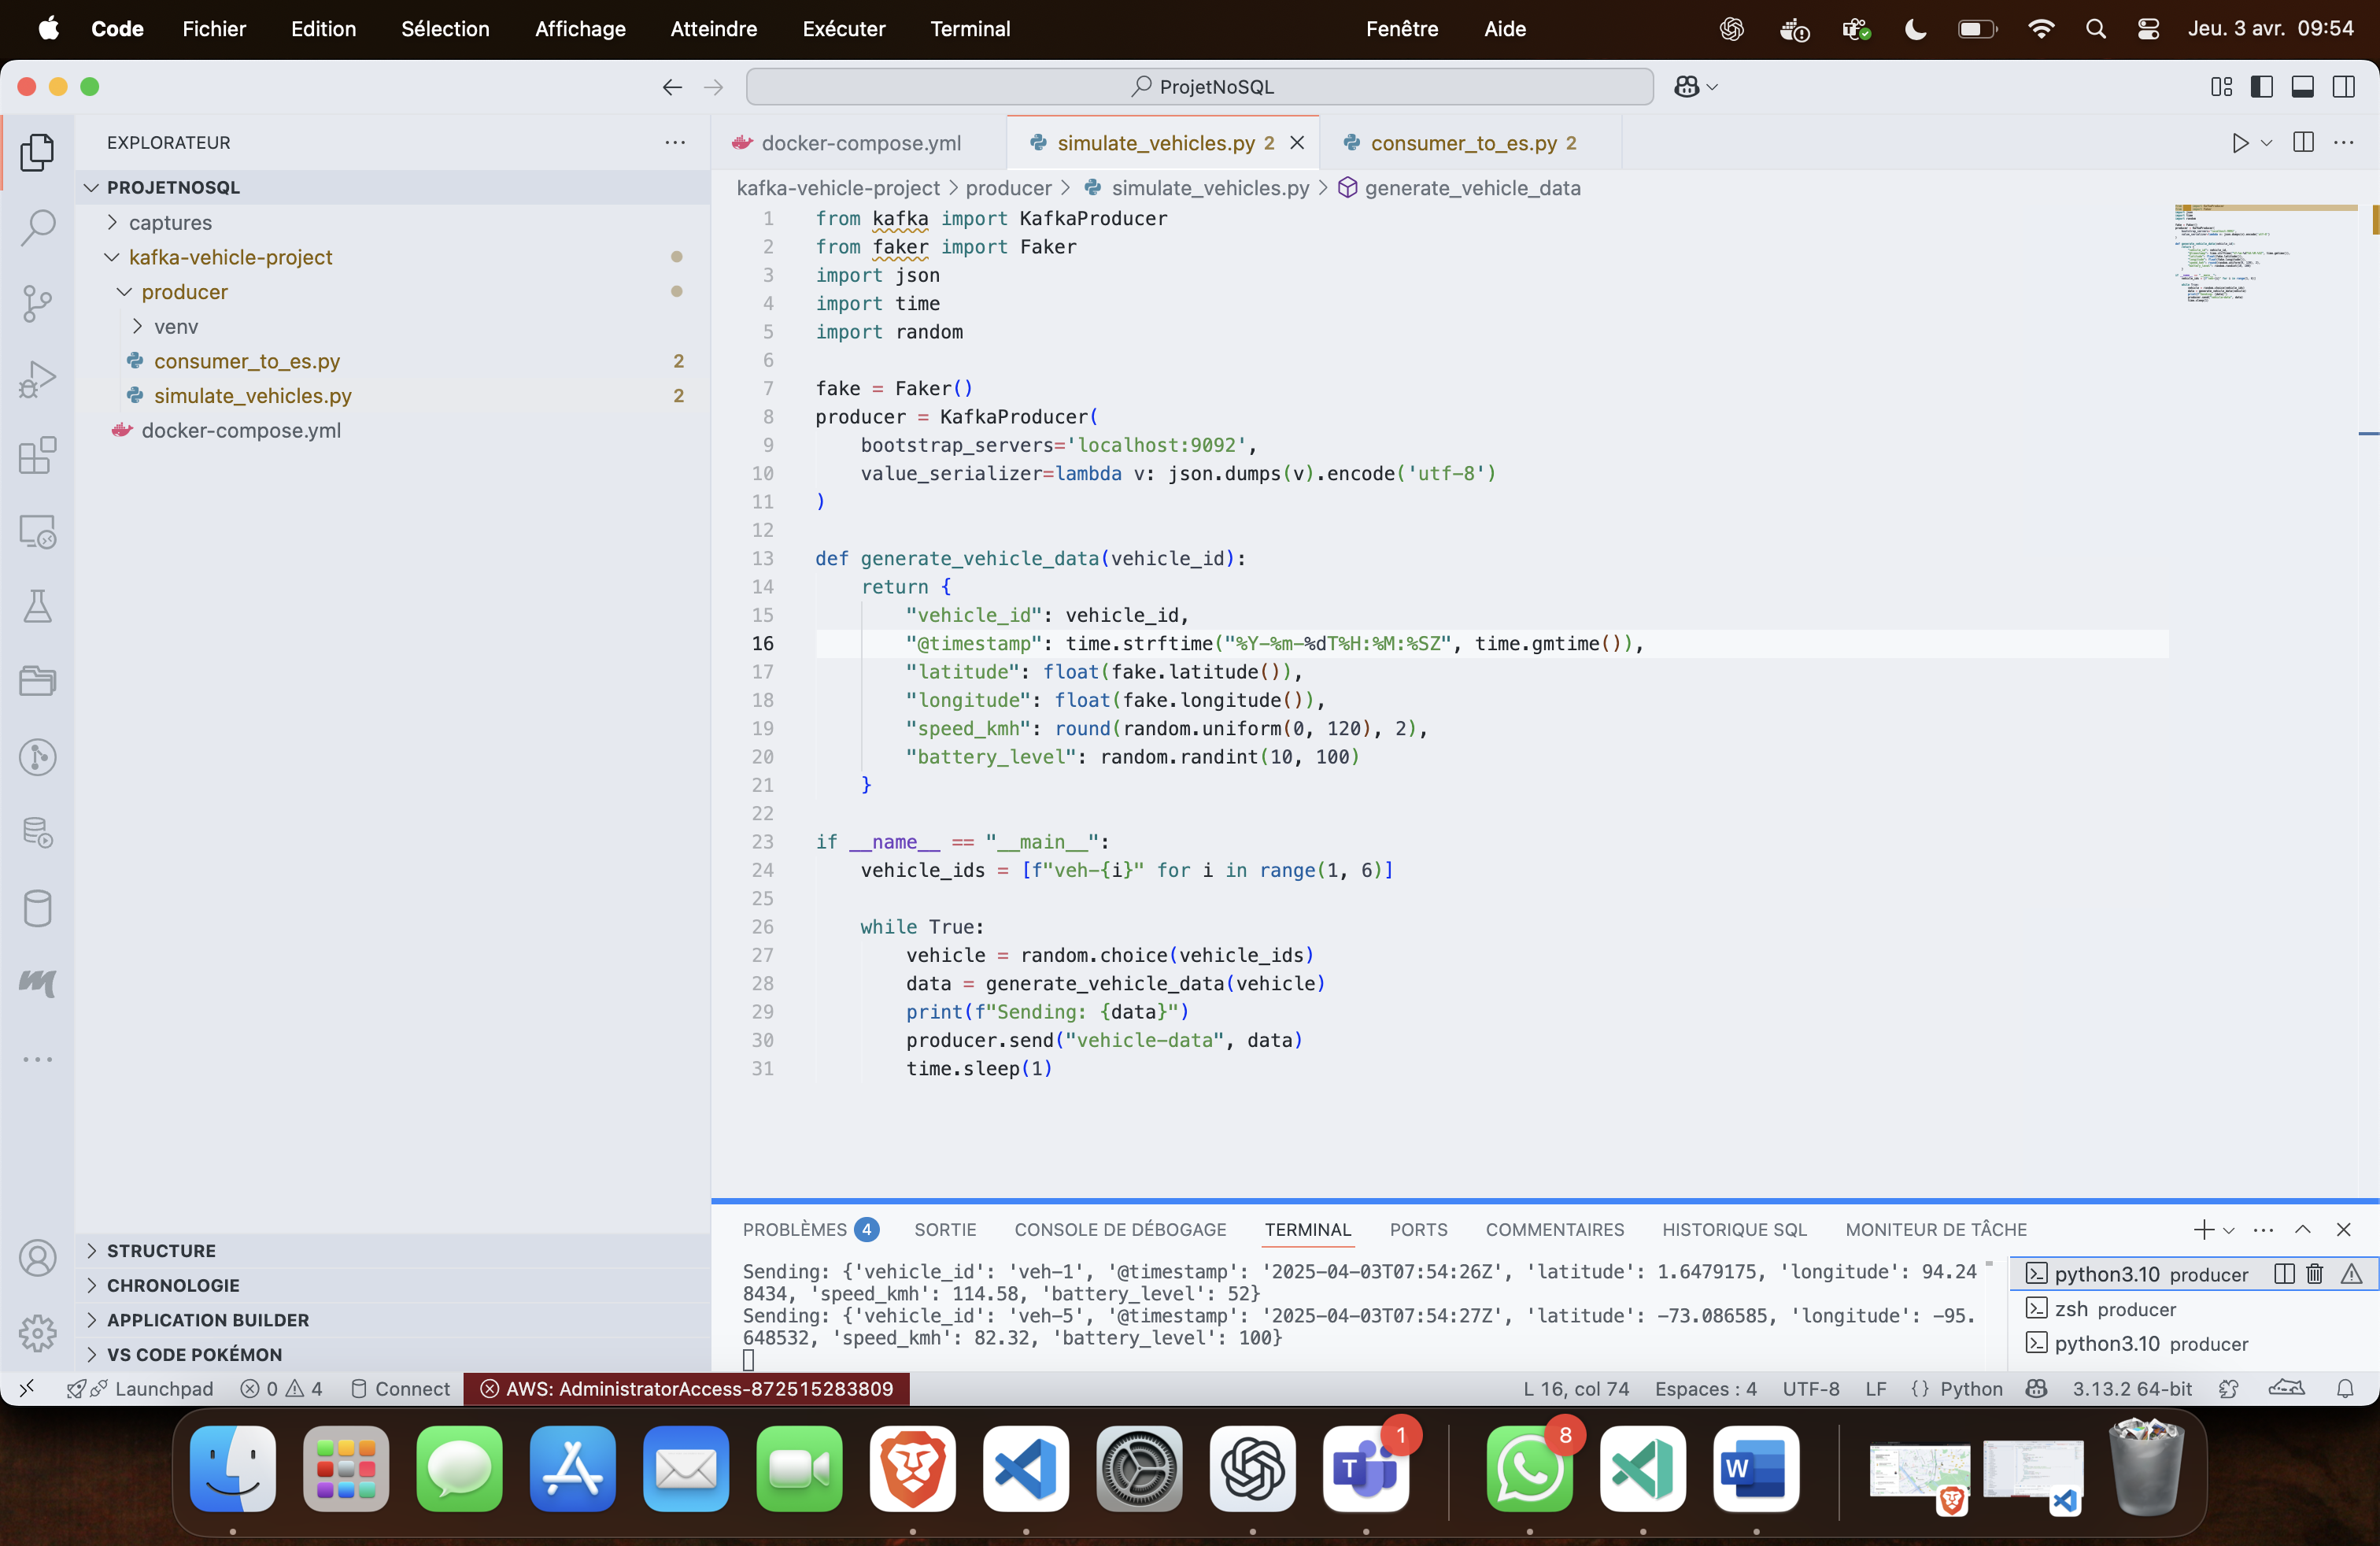 Code Fichier Edition Sélection Affichage Atteindre Exécuter Terminal Fenêtre Aide Jeu. 3 avr. 09:54
ProjetNoSQL
EXPLORATEUR
PROJETNOSQL
captures
kafka-vehicle-project
producer
venv
consumer_to_es.py 2
simulate_vehicles.py 2
docker-compose.yml
STRUCTURE
CHRONOLOGIE
APPLICATION BUILDER
VS CODE POKÉMON
docker-compose.yml simulate_vehicles.py 2 consumer_to_es.py 2
kafka-vehicle-project > producer > simulate_vehicles.py > generate_vehicle_data
1 from kafka import KafkaProducer
2 from faker import Faker
3 import json
4 import time
5 import random
6
7 fake = Faker()
8 producer = KafkaProducer(
9     bootstrap_servers='localhost:9092',
10     value_serializer=lambda v: json.dumps(v).encode('utf-8')
11 )
12
13 def generate_vehicle_data(vehicle_id):
14     return {
15         "vehicle_id": vehicle_id,
16         "@timestamp": time.strftime("%Y-%m-%dT%H:%M:%SZ", time.gmtime()),
17         "latitude": float(fake.latitude()),
18         "longitude": float(fake.longitude()),
19         "speed_kmh": round(random.uniform(0, 120), 2),
20         "battery_level": random.randint(10, 100)
21     }
22
23 if __name__ == "__main__":
24     vehicle_ids = [f"veh-{i}" for i in range(1, 6)]
25
26     while True:
27         vehicle = random.choice(vehicle_ids)
28         data = generate_vehicle_data(vehicle)
29         print(f"Sending: {data}")
30         producer.send("vehicle-data", data)
31         time.sleep(1)
PROBLÈMES 4 SORTIE CONSOLE DE DÉBOGAGE TERMINAL PORTS COMMENTAIRES HISTORIQUE SQL MONITEUR DE TÂCHE
Sending: {'vehicle_id': 'veh-1', '@timestamp': '2025-04-03T07:54:26Z', 'latitude': 1.6479175, 'longitude': 94.24
8434, 'speed_kmh': 114.58, 'battery_level': 52}
Sending: {'vehicle_id': 'veh-5', '@timestamp': '2025-04-03T07:54:27Z', 'latitude': -73.086585, 'longitude': -95.
648532, 'speed_kmh': 82.32, 'battery_level': 100}
python3.10 producer
zsh producer
python3.10 producer
Launchpad 0 4 Connect AWS: AdministratorAccess-872515283809 L 16, col 74 Espaces : 4 UTF-8 LF {} Python 3.13.2 64-bit
1
8
T
W